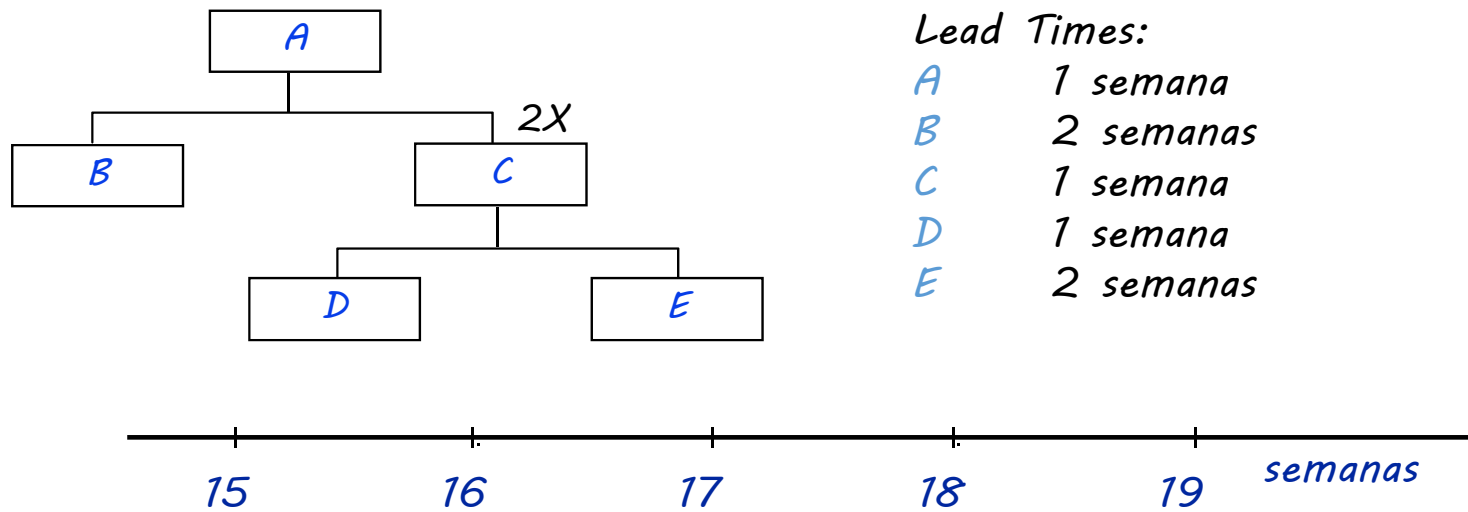 A
2X
B
C
D
E
Lead Times:
A 1 semana
B 2 semanas
C 1 semana
D 1 semana
E 2 semanas
15 16 17 18 19 semanas